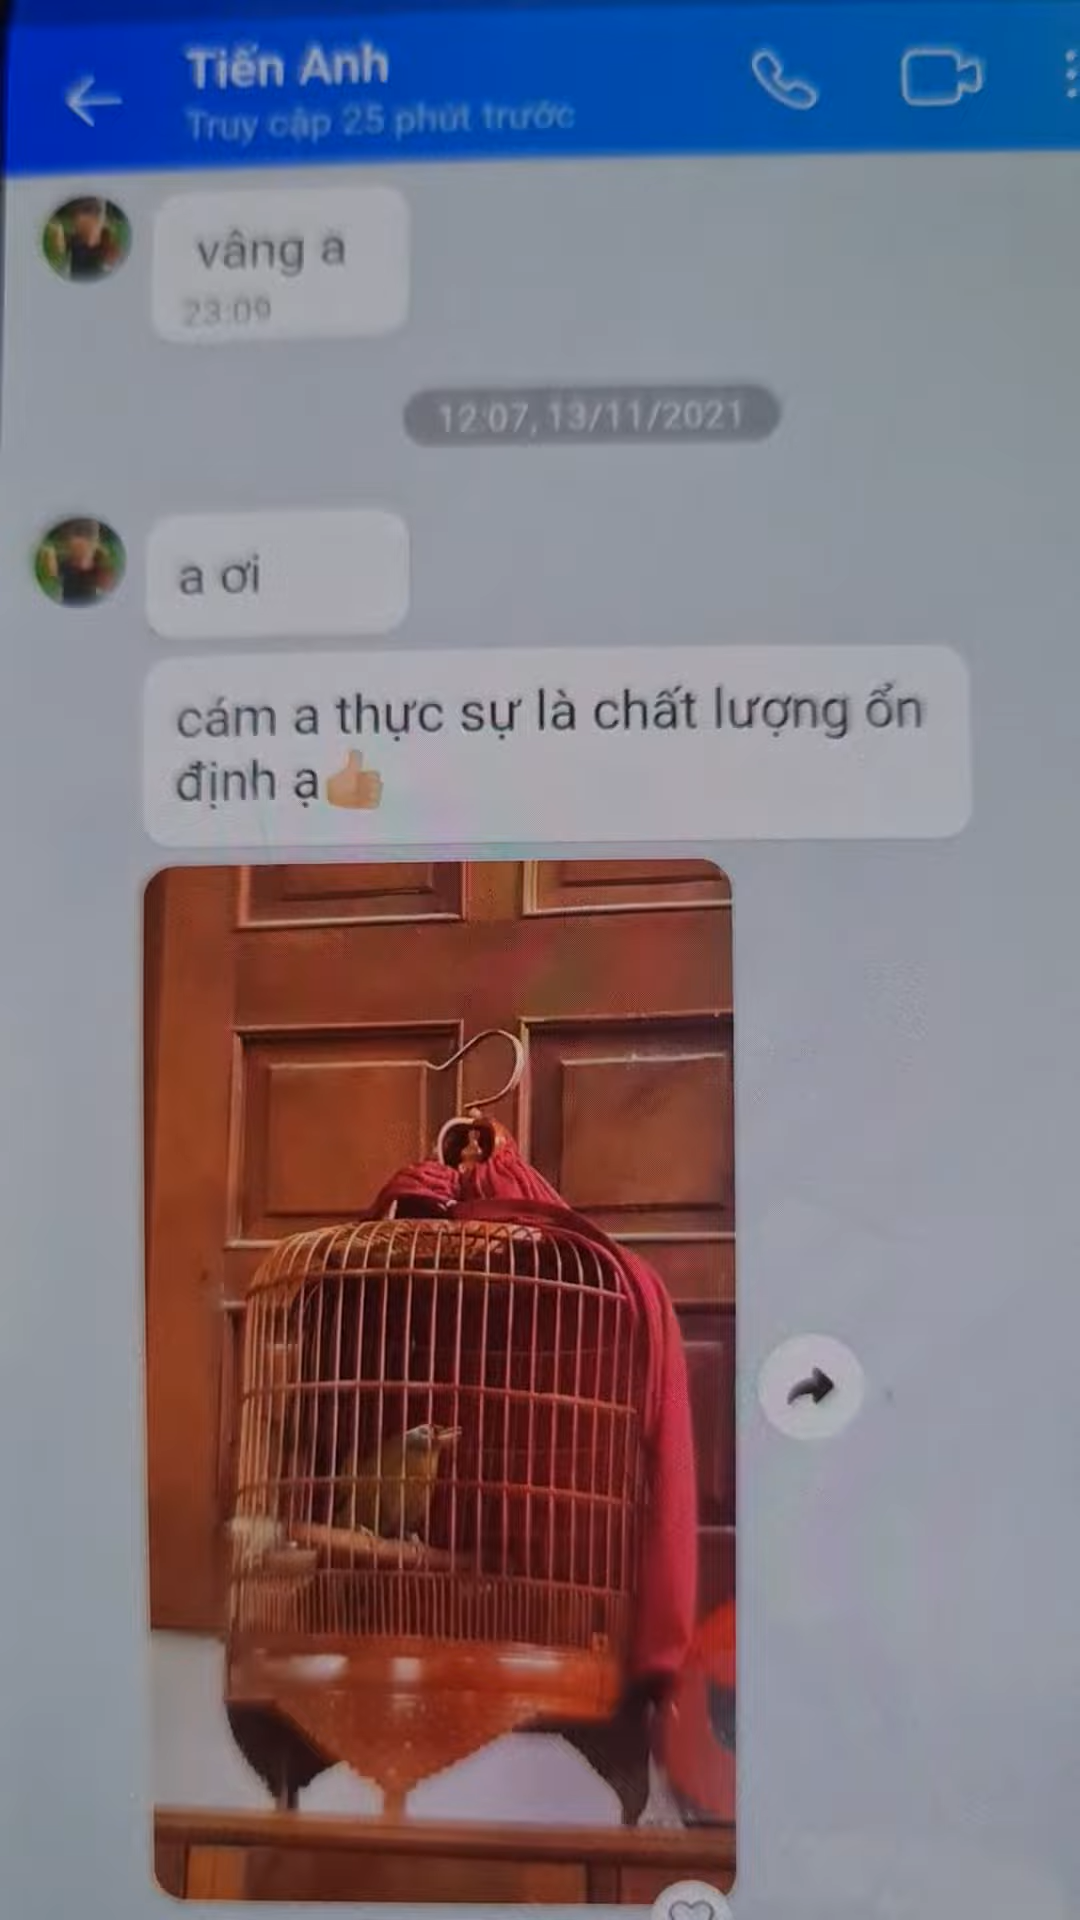 Tiến Anh
Truy cập 25 phút trước
vâng a
23:09
12:07, 13/11/2021
a ơi
cám a thực sự là chất lượng ổn
định ạ👍🏼